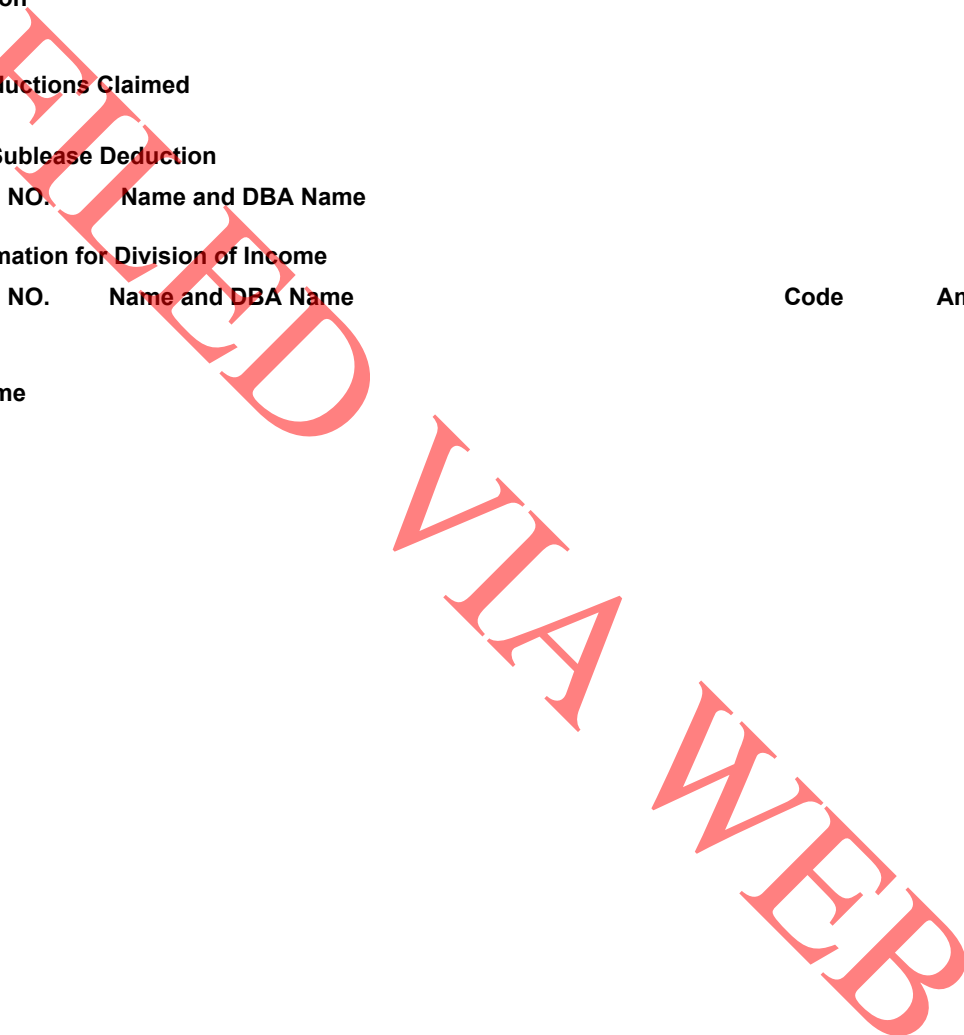 on
ductions Claimed
Sublease Deduction
NO. Name and DBA Name
mation for Division of Income
NO. Name and DBA Name Code An
me
FILED VIA WEB